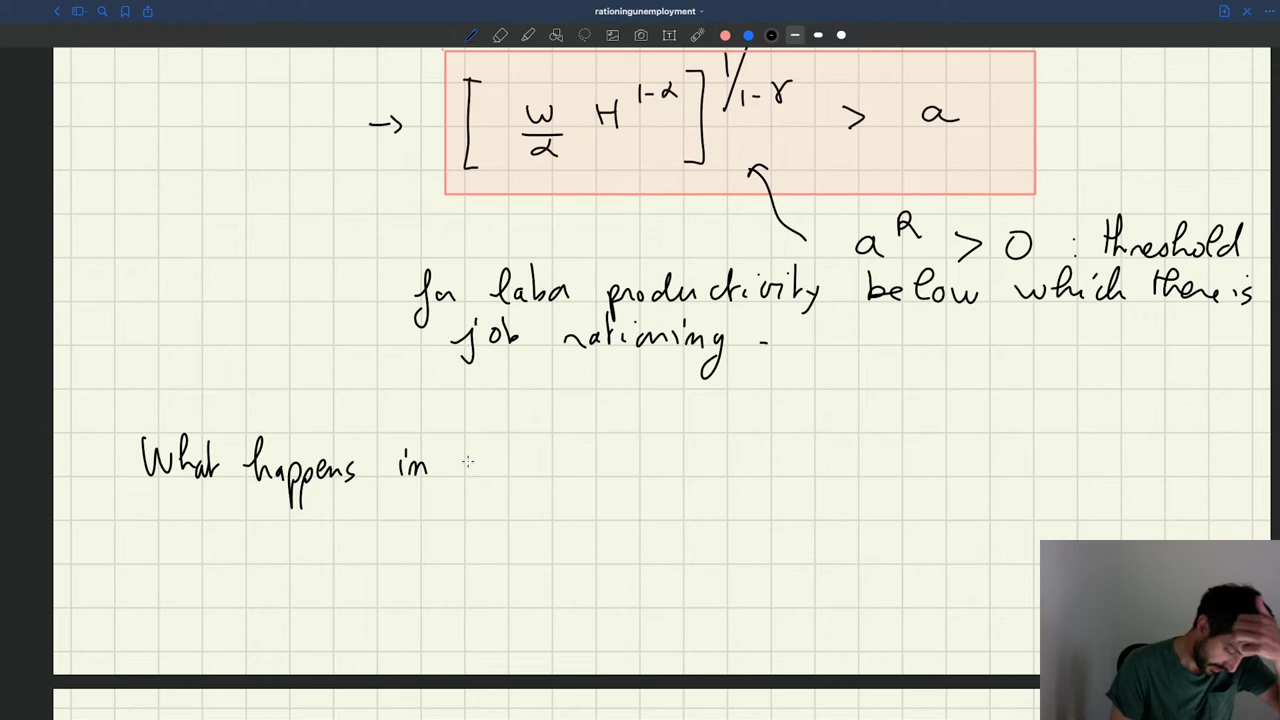 rationingunemployment
→ [ w/α H^{1-α} ]^{1/1-γ} > a
a^R > 0 : threshold
for labor productivity below which there is
job rationing .
What happens in